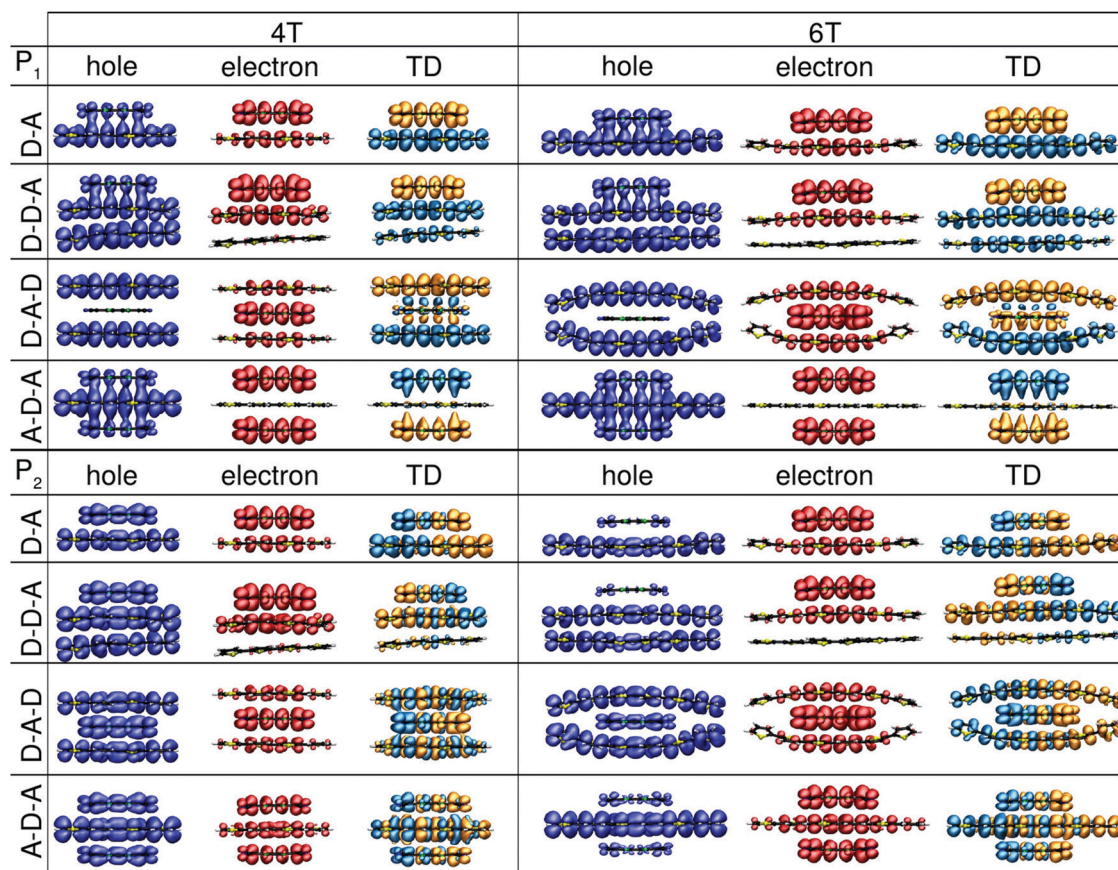 4T 6T
P1 hole electron TD hole electron TD
D-A
D-D-A
D-A-D
A-D-A
P2 hole electron TD hole electron TD
D-A
D-D-A
D-A-D
A-D-A